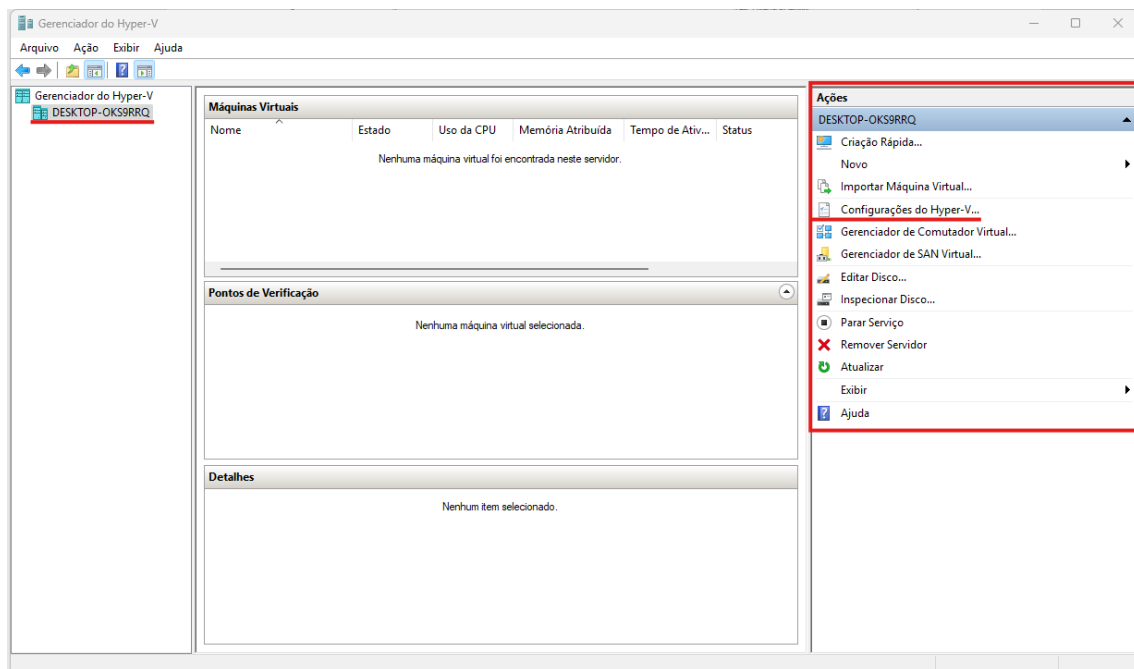 Gerenciador do Hyper-V
Arquivo Ação Exibir Ajuda
Gerenciador do Hyper-V
DESKTOP-OKS9RRQ
Máquinas Virtuais
Nome Estado Uso da CPU Memória Atribuída Tempo de Ativ... Status
Nenhuma máquina virtual foi encontrada neste servidor.
Pontos de Verificação
Nenhuma máquina virtual selecionada.
Detalhes
Nenhum item selecionado.
Ações
DESKTOP-OKS9RRQ
Criação Rápida...
Novo
Importar Máquina Virtual...
Configurações do Hyper-V...
Gerenciador de Comutador Virtual...
Gerenciador de SAN Virtual...
Editar Disco...
Inspecionar Disco...
Parar Serviço
Remover Servidor
Atualizar
Exibir
Ajuda